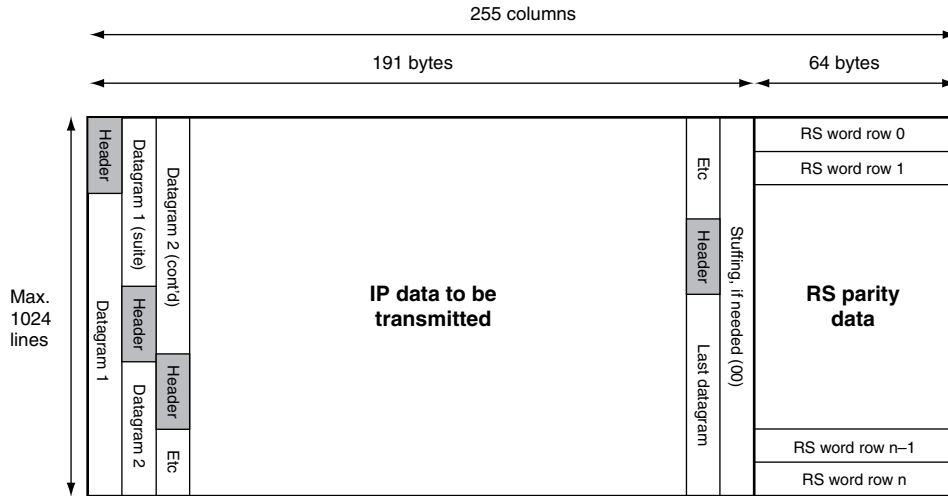 255 columns
191 bytes
64 bytes
Max.
1024
lines
Header
Datagram 1
Datagram 1 (suite)
Header
Datagram 2
Datagram 2 (cont'd)
Header
Etc
IP data to be
transmitted
Etc
Header
Last datagram
Stuffing, if needed (00)
RS word row 0
RS word row 1
RS parity
data
RS word row n–1
RS word row n